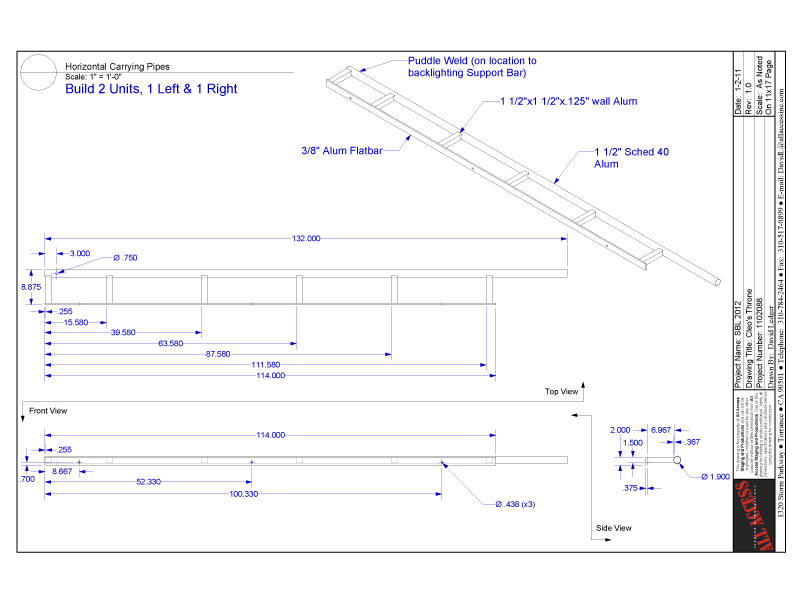 Horizontal Carrying Pipes
Scale: 1" = 1'-0"
Build 2 Units, 1 Left & 1 Right
Puddle Weld (on location to
backlighting Support Bar)
1 1/2"x1 1/2"x.125" wall Alum
3/8" Alum Flatbar
1 1/2" Sched 40
Alum
132.000
3.000
Ø .750
8.875
.255
15.580
39.580
63.580
87.580
111.580
114.000
Top View
Front View
114.000
.255
.700
8.667
52.330
100.330
Ø .438 (x3)
2.000
6.967
1.500
.367
Ø 1.900
.375
Side View
Date: 1-2-11
Rev: 1.0
Scale: As Noted
On 11x17 Page
Project Name: SBL 2012
Drawing Title: Cleo's Throne
Project Number: 1102088
Drawn By: David Ledger
ALL ACCESS
1320 Storm Parkway ● Torrance ● CA 90501 ● Telephone: 310-784-2464 ● Fax: 310-517-0899 ● E-mail: DavidL@allaccessinc.com